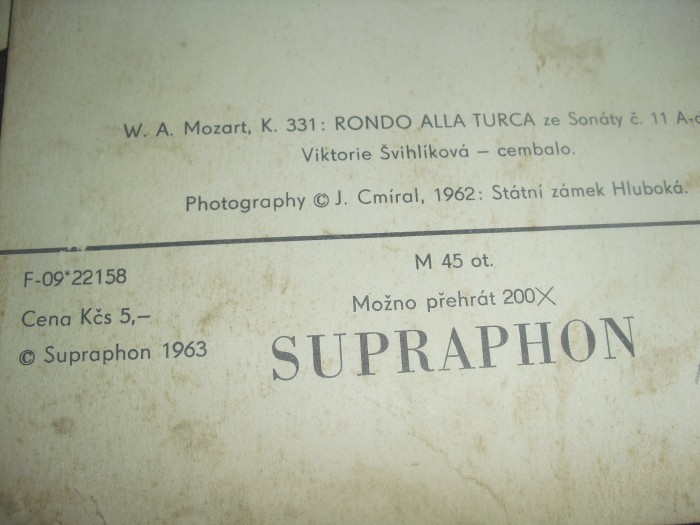 W. A. Mozart, K. 331: RONDO ALLA TURCA ze Sonáty č. 11 A-d
Viktorie Švihlíková – cembalo.
Photography © J. Cmíral, 1962: Státní zámek Hluboká.
F-09*22158
M 45 ot.
Cena Kčs 5,–
Možno přehrát 200X
© Supraphon 1963
SUPRAPHON